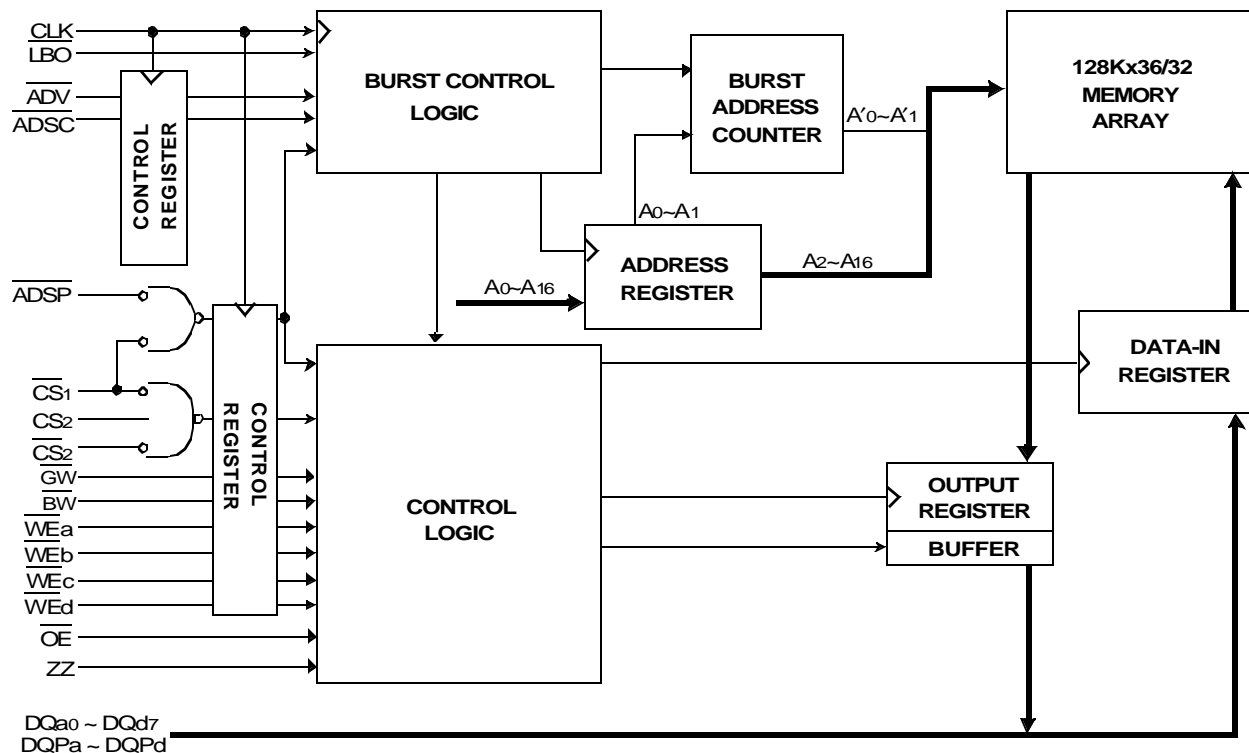 CLK
LBO
ADV
ADSC
CONTROL
REGISTER
BURST CONTROL
LOGIC
BURST
ADDRESS
COUNTER
A′0~A′1
128Kx36/32
MEMORY
ARRAY
A0~A1
ADDRESS
REGISTER
A2~A16
A0~A16
ADSP
CS1
CS2
CS2
GW
BW
WEa
WEb
WEc
WEd
OE
ZZ
CONTROL
REGISTER
CONTROL
LOGIC
DATA-IN
REGISTER
OUTPUT
REGISTER
BUFFER
DQa0 ~ DQd7
DQPa ~ DQPd